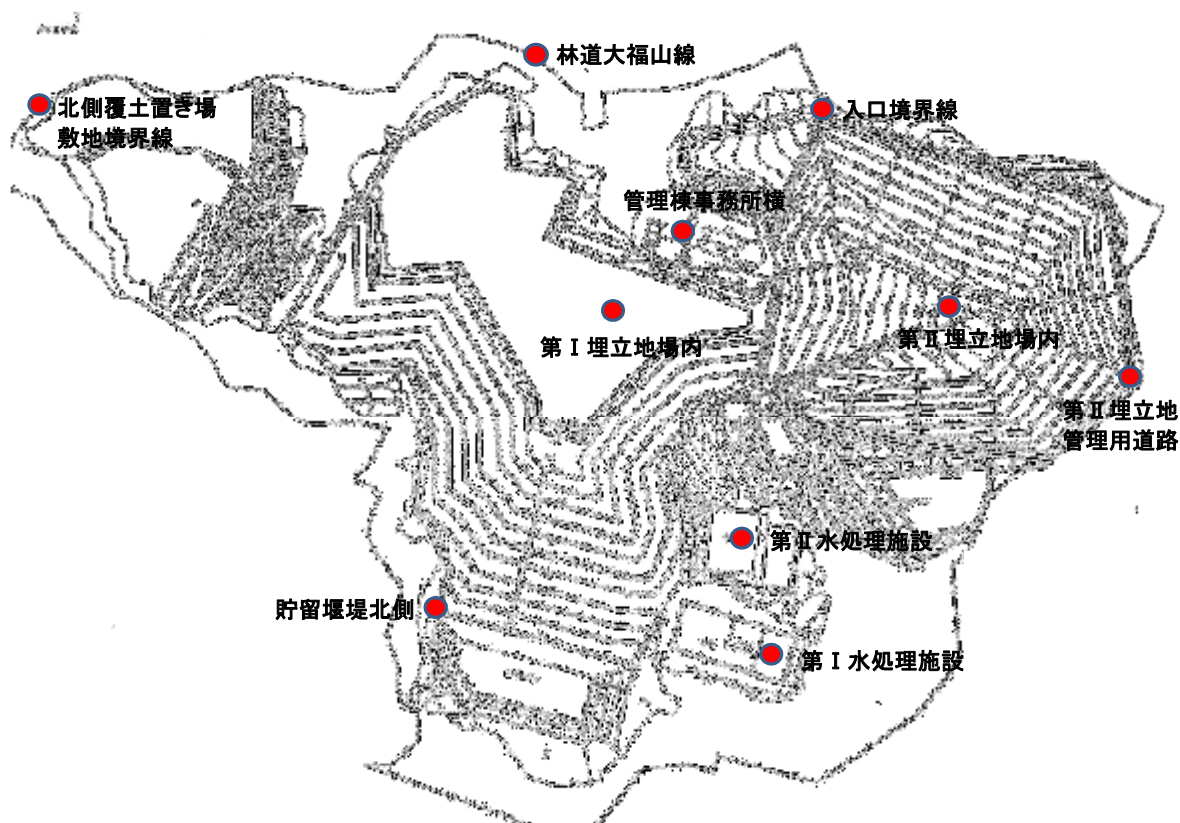 林道大福山線
北側覆土置き場
敷地境界線
入口境界線
管理棟事務所横
第Ⅰ埋立地場内
第Ⅱ埋立地場内
第Ⅱ埋立地
管理用道路
第Ⅱ水処理施設
貯留堰堤北側
第Ⅰ水処理施設